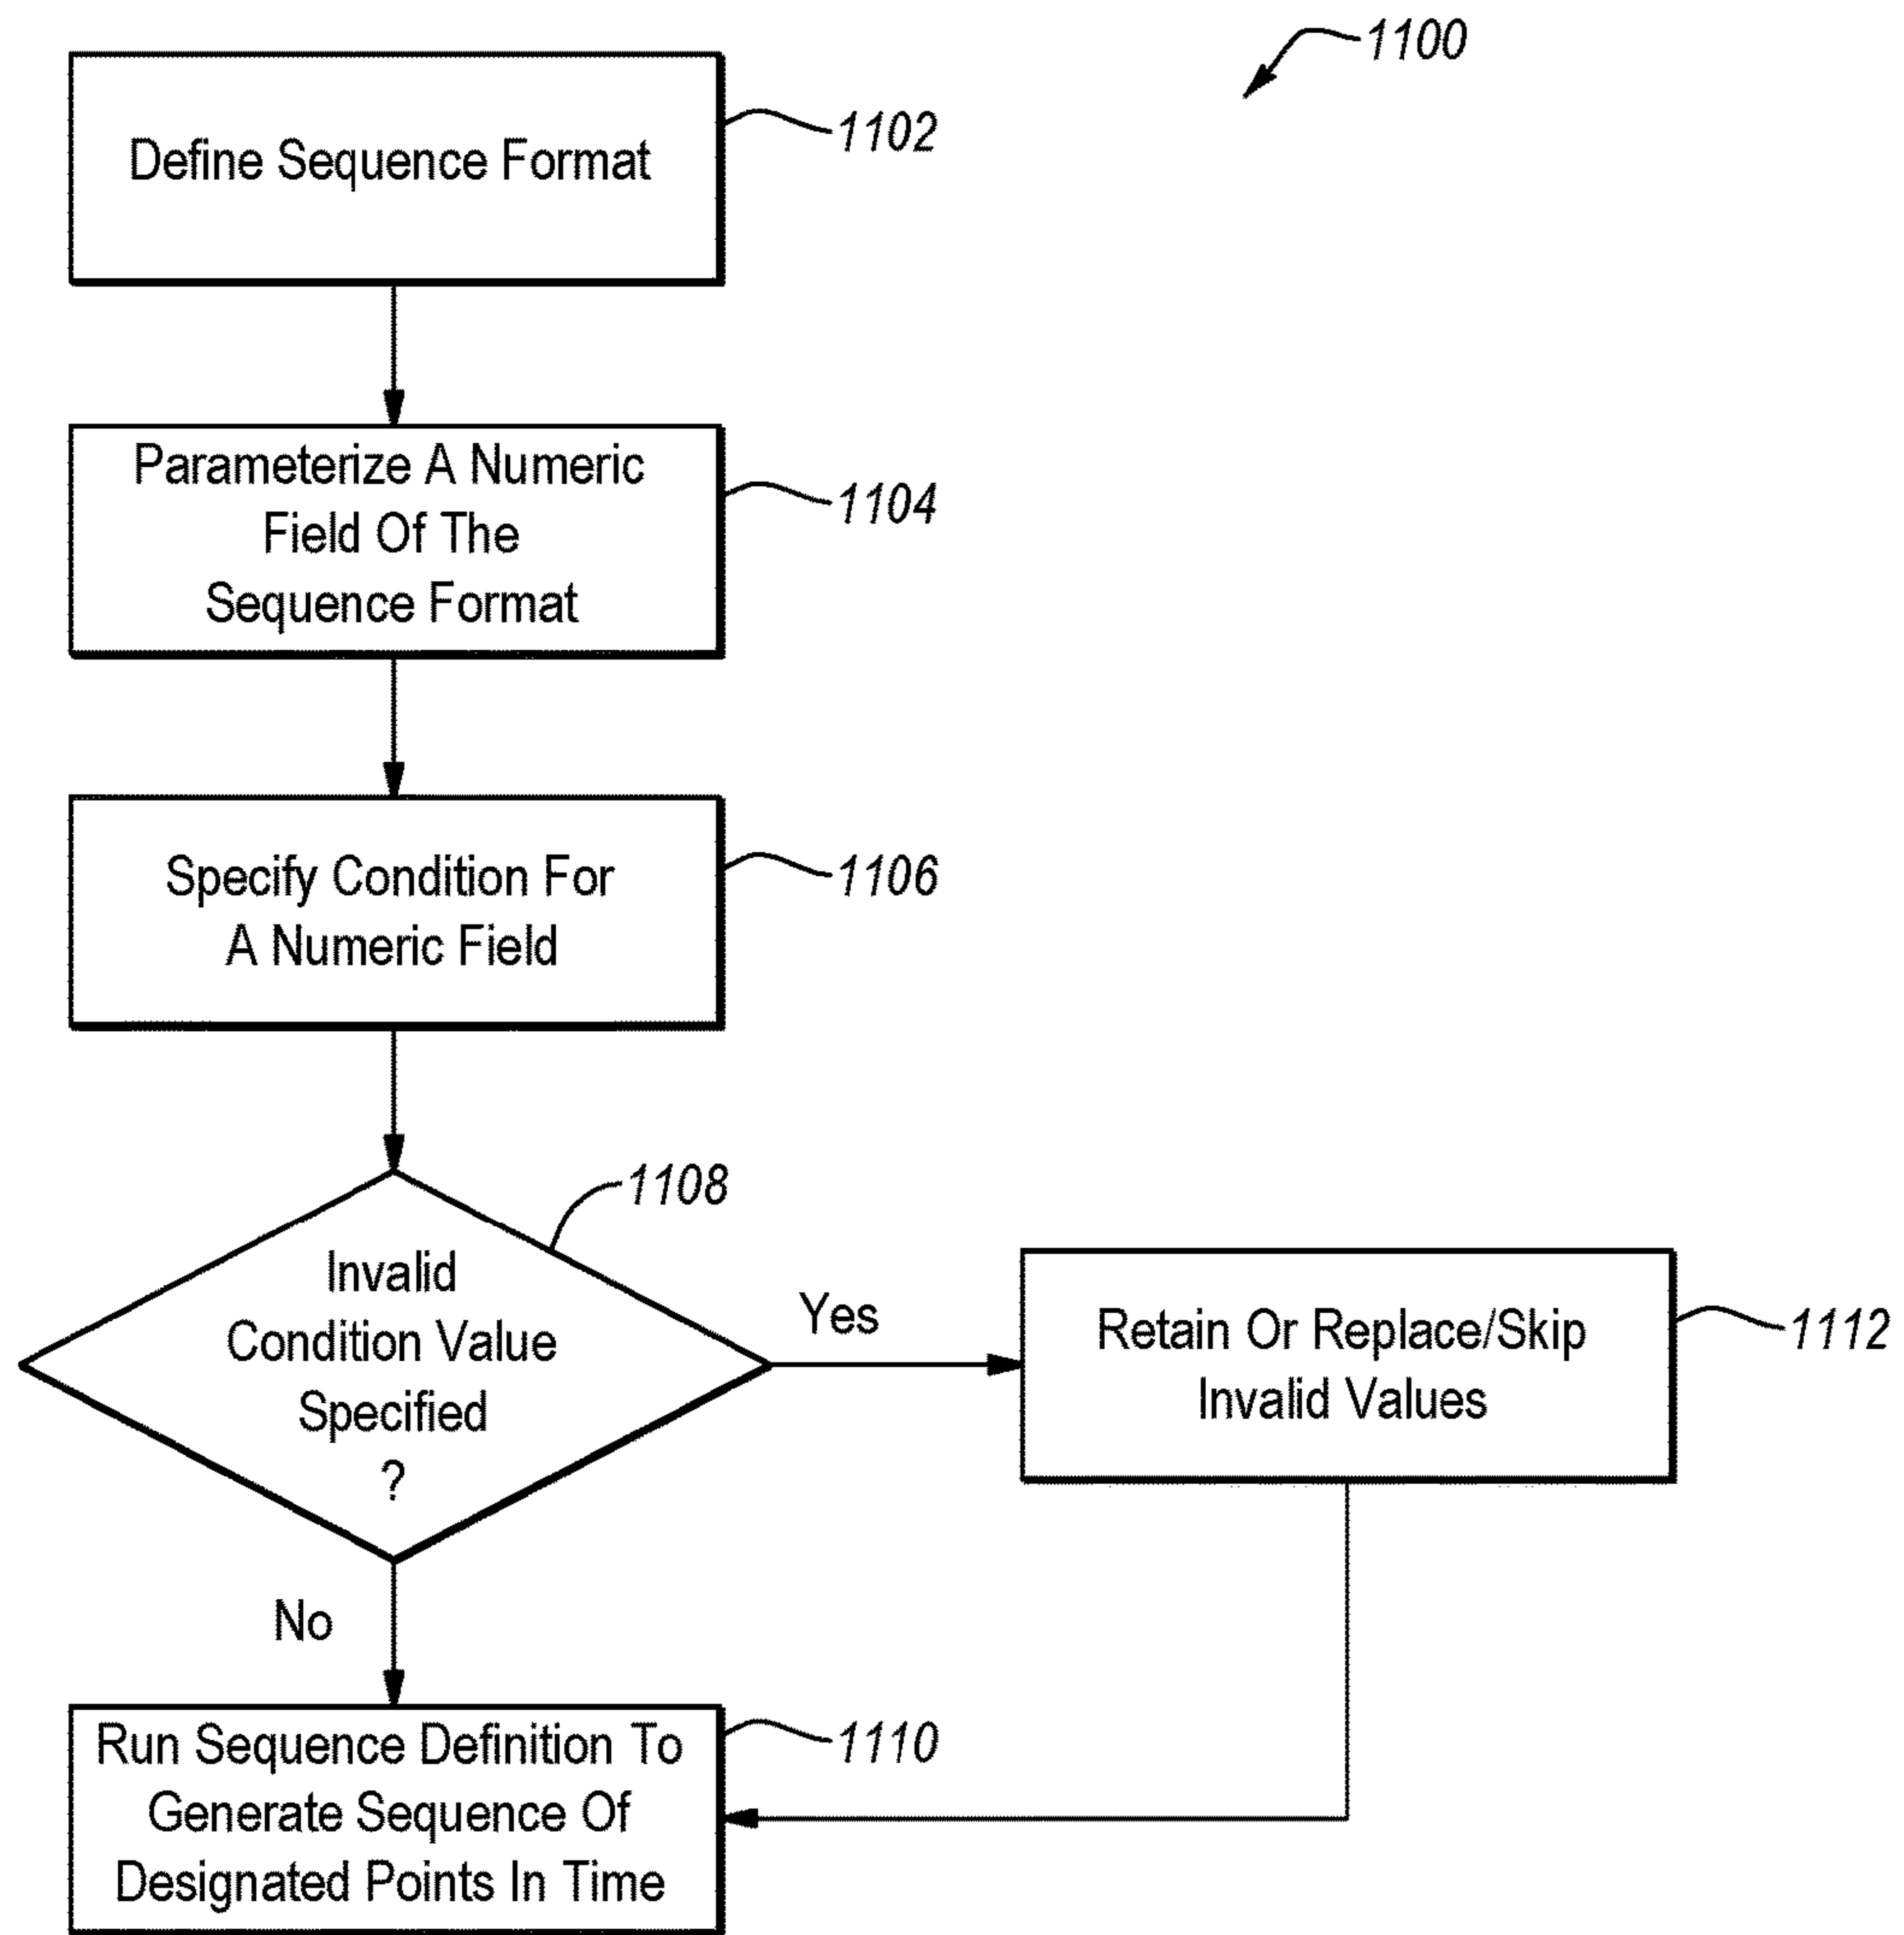 1100
Define Sequence Format
1102
Parameterize A Numeric
Field Of The
Sequence Format
1104
Specify Condition For
A Numeric Field
1106
Invalid
Condition Value
Specified
?
1108
Yes
Retain Or Replace/Skip
Invalid Values
1112
No
Run Sequence Definition To
Generate Sequence Of
Designated Points In Time
1110